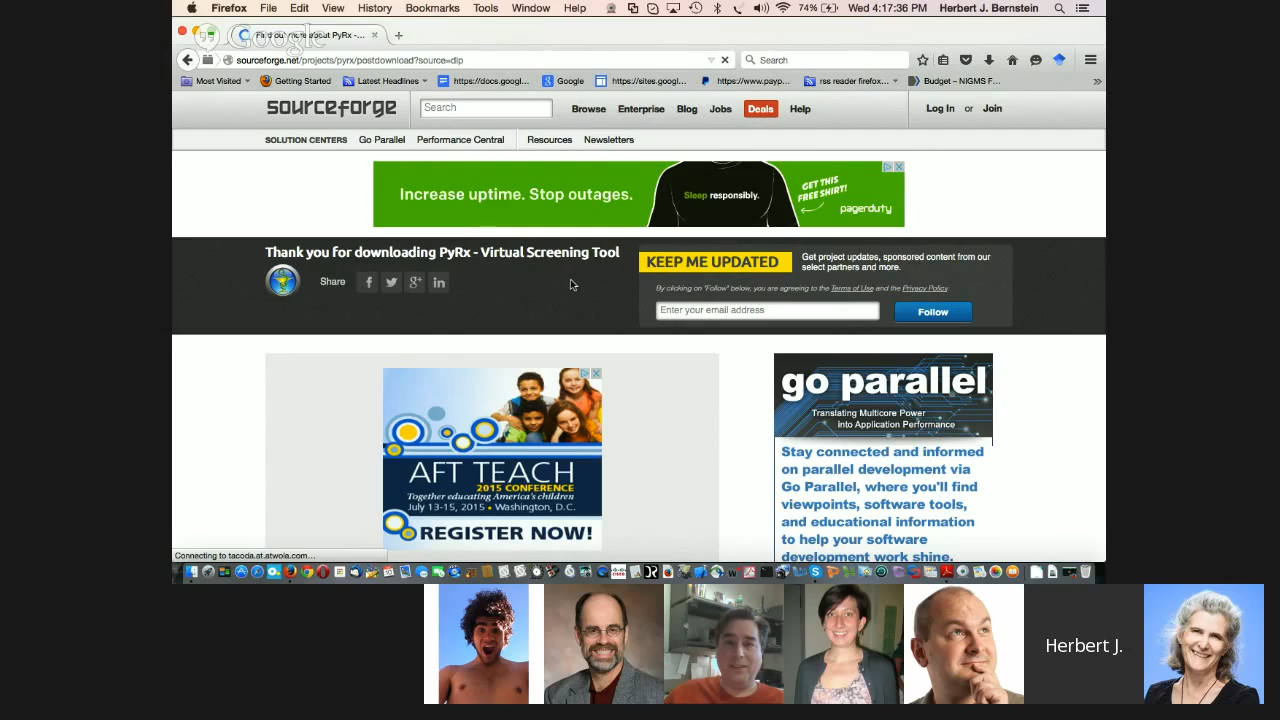 Firefox File Edit View History Bookmarks Tools Window Help 74% Wed 4:17:36 PM Herbert J. Bernstein
Google
sourceforge.net/projects/pyrx/postdownload?source=dlp
Search
Most Visited Getting Started Latest Headlines https://docs.googl... Google https://sites.google... https://www.payp... rss reader firefox... Budget – NIGMS F...
sourceforge Search Browse Enterprise Blog Jobs Deals Help Log In or Join
SOLUTION CENTERS Go Parallel Performance Central Resources Newsletters
Increase uptime. Stop outages.
Sleep responsibly.
GET THIS
FREE SHIRT!
pagerduty
Thank you for downloading PyRx - Virtual Screening Tool
Share
KEEP ME UPDATED
Get project updates, sponsored content from our
select partners and more.
By clicking on "Follow" below, you are agreeing to the Terms of Use and the Privacy Policy.
Enter your email address
Follow
AFT TEACH
2015 CONFERENCE
Together educating America's children
July 13-15, 2015 • Washington, D.C.
REGISTER NOW!
go parallel
Translating Multicore Power
into Application Performance
Stay connected and informed
on parallel development via
Go Parallel, where you'll find
viewpoints, software tools,
and educational information
to help your software
development work shine.
Connecting to tacoda.at.atwola.com...
Herbert J.